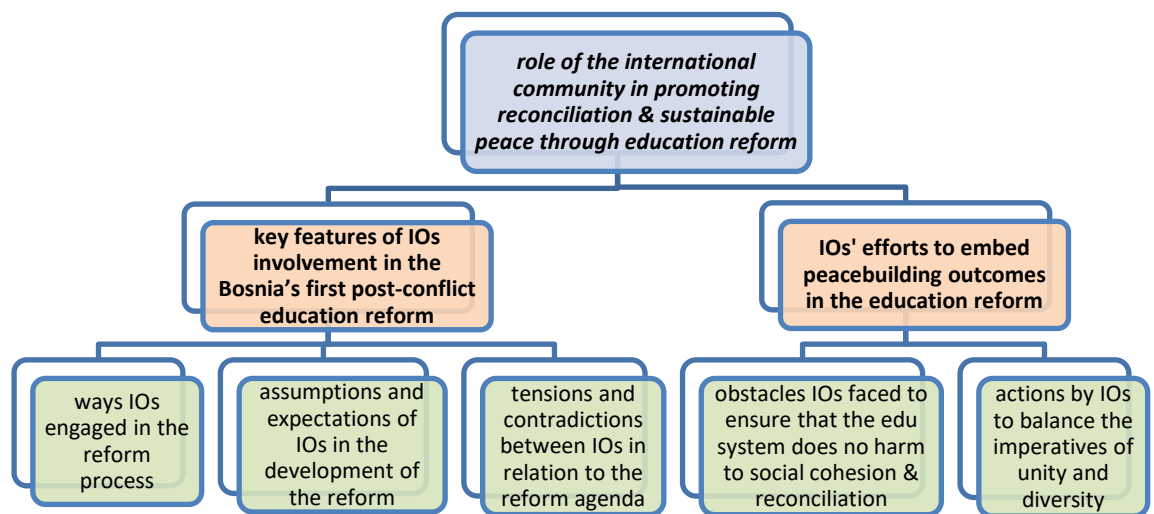 role of the international
community in promoting
reconciliation & sustainable
peace through education reform
key features of IOs
involvement in the
Bosnia’s first post-conflict
education reform
IOs' efforts to embed
peacebuilding outcomes
in the education reform
ways IOs
engaged in the
reform
process
assumptions and
expectations of
IOs in the
development of
the reform
tensions and
contradictions
between IOs in
relation to the
reform agenda
obstacles IOs faced to
ensure that the edu
system does no harm
to social cohesion &
reconciliation
actions by IOs
to balance the
imperatives of
unity and
diversity